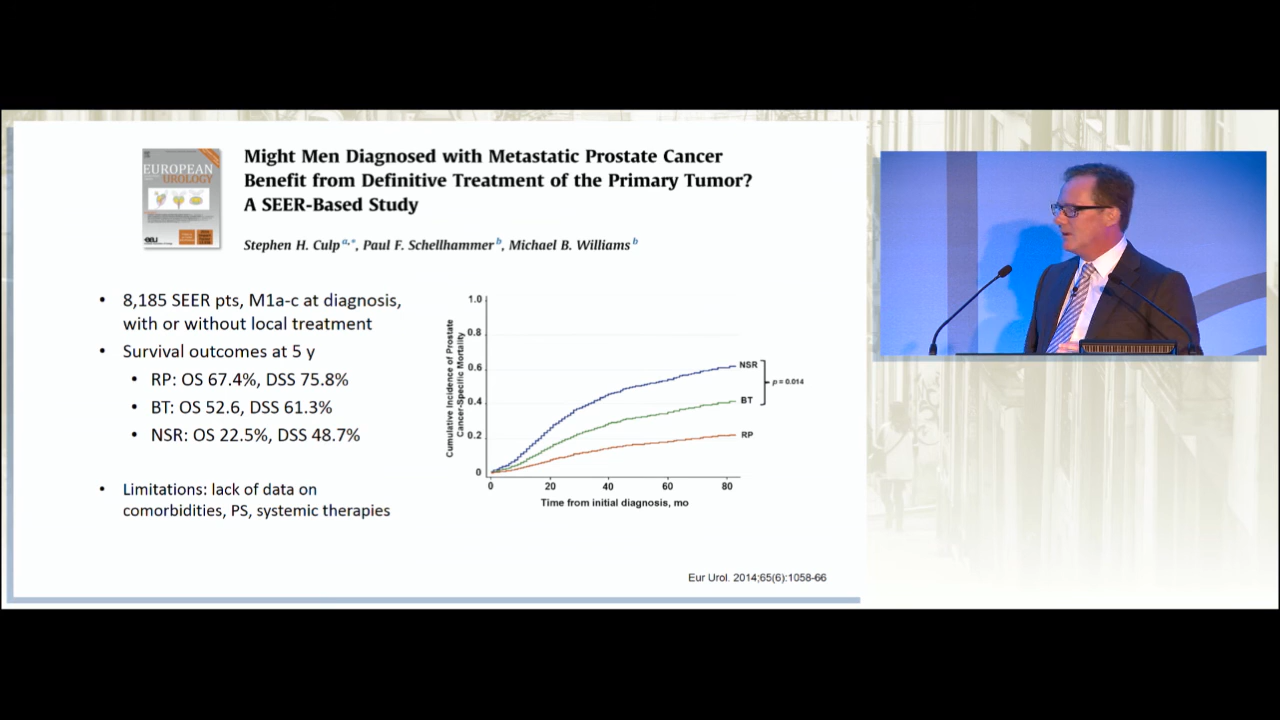 EUROPEAN
UROLOGY
Might Men Diagnosed with Metastatic Prostate Cancer
Benefit from Definitive Treatment of the Primary Tumor?
A SEER-Based Study
Stephen H. Culp a,*, Paul F. Schellhammer b, Michael B. Williams b
• 8,185 SEER pts, M1a-c at diagnosis,
with or without local treatment
• Survival outcomes at 5 y
• RP: OS 67.4%, DSS 75.8%
• BT: OS 52.6, DSS 61.3%
• NSR: OS 22.5%, DSS 48.7%
• Limitations: lack of data on
comorbidities, PS, systemic therapies
Cumulative Incidence of Prostate
Cancer-Specific Mortality
1.0
0.8
0.6
0.4
0.2
0
NSR
BT
RP
p = 0.014
0 20 40 60 80
Time from initial diagnosis, mo
Eur Urol. 2014;65(6):1058-66